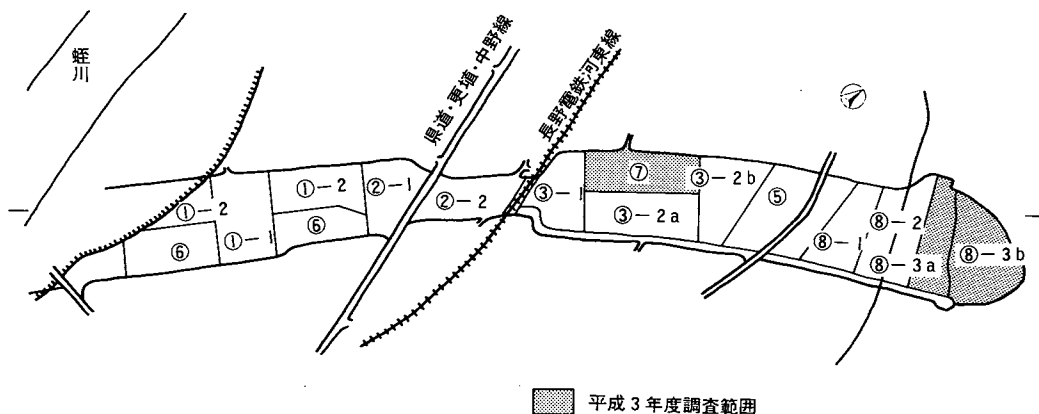 蛭川
県道・更埴・中野線
長野電鉄河東線
①-2
⑥
①-1
①-2
⑥
②-1
②-2
③-1
⑦
③-2a
③-2b
⑤
⑧-1'
⑧-2
⑧-3a
⑧-3b
平成3年度調査範囲